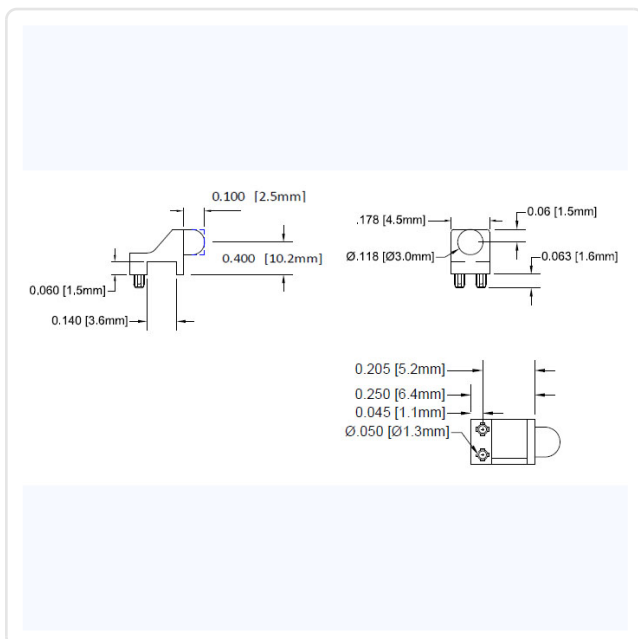 0.100 [2.5mm]
0.400 [10.2mm]
0.060 [1.5mm]
0.140 [3.6mm]
.178 [4.5mm]
0.06 [1.5mm]
Ø.118 [Ø3.0mm]
0.063 [1.6mm]
0.205 [5.2mm]
0.250 [6.4mm]
0.045 [1.1mm]
Ø.050 [Ø1.3mm]